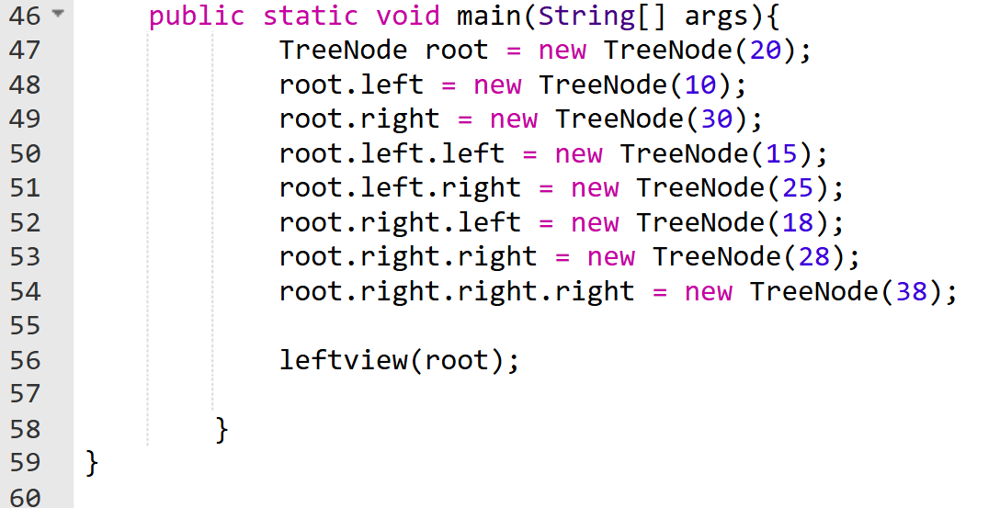 46 public static void main(String[] args){
47 TreeNode root = new TreeNode(20);
48 root.left = new TreeNode(10);
49 root.right = new TreeNode(30);
50 root.left.left = new TreeNode(15);
51 root.left.right = new TreeNode(25);
52 root.right.left = new TreeNode(18);
53 root.right.right = new TreeNode(28);
54 root.right.right.right = new TreeNode(38);
55
56 leftview(root);
57
58 }
59 }
60